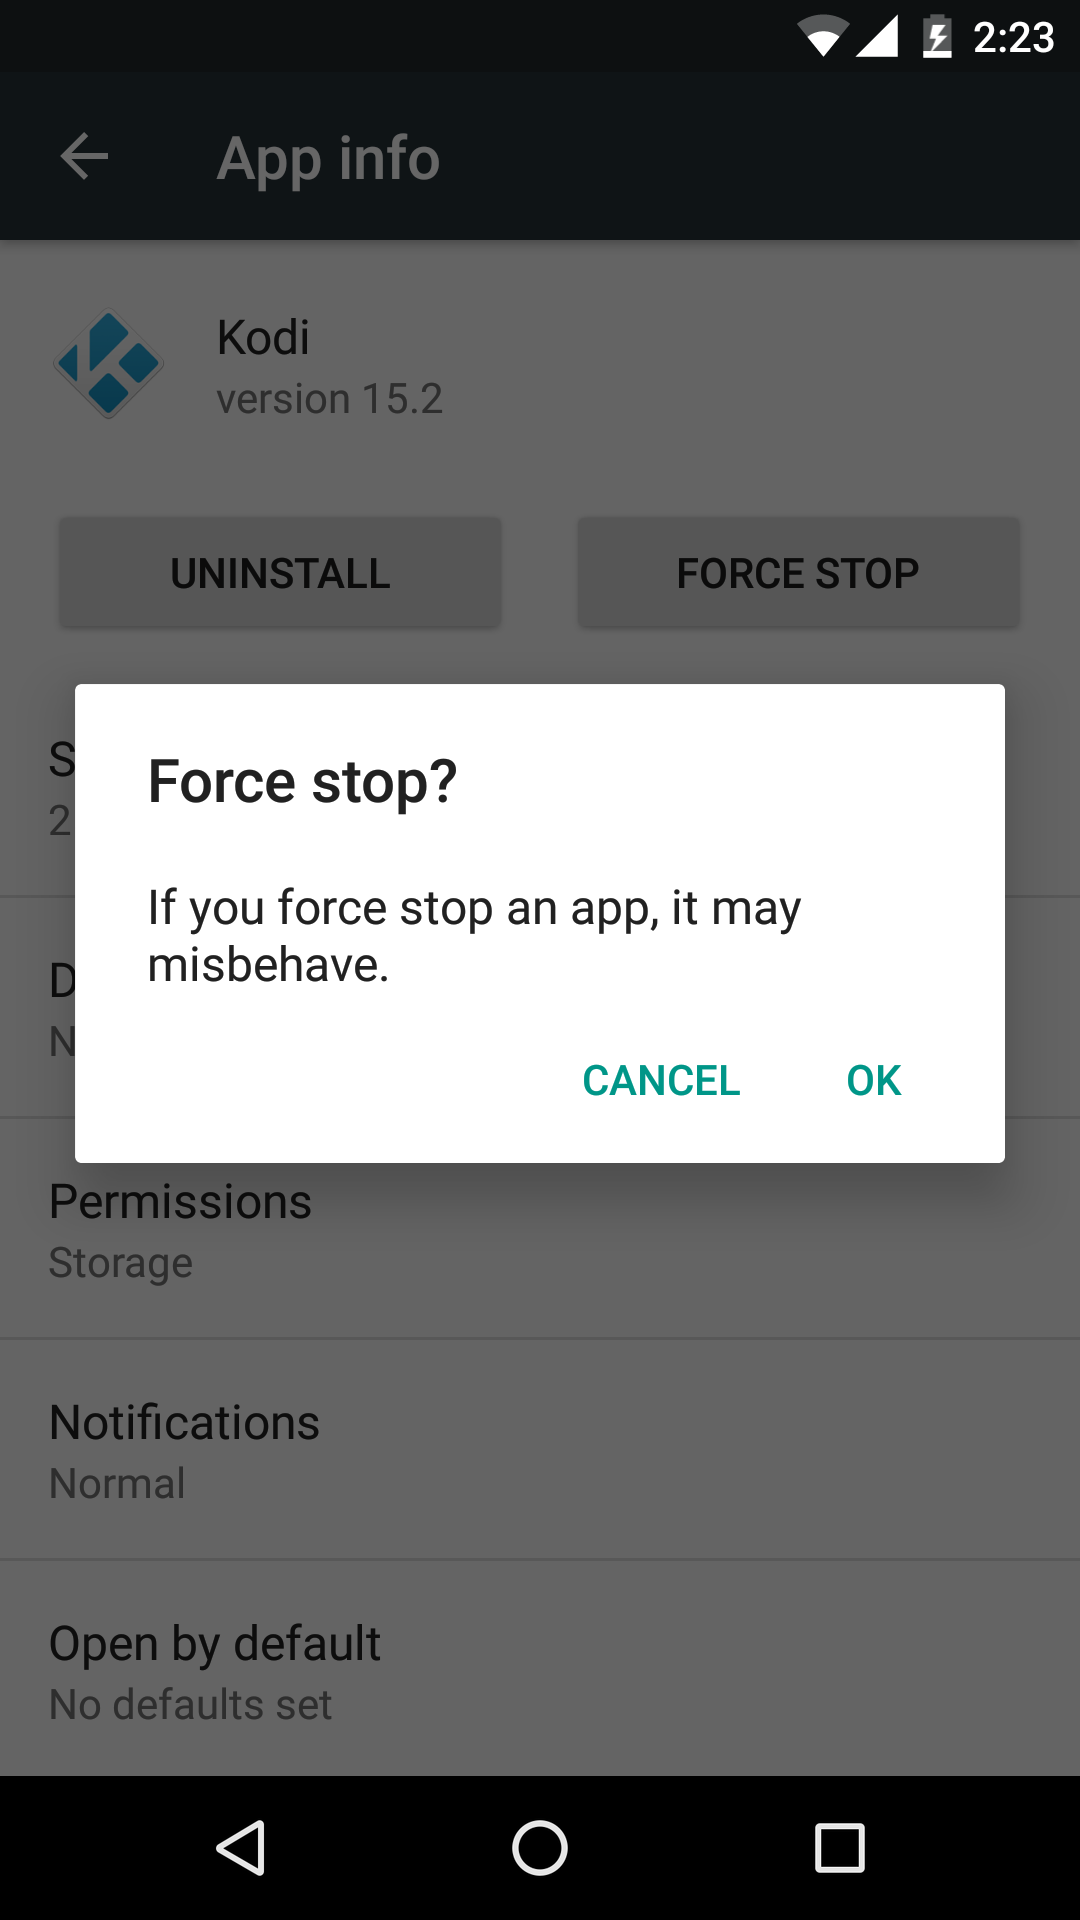 2:23
App info
Kodi
version 15.2
UNINSTALL
FORCE STOP
Force stop?
If you force stop an app, it may
misbehave.
CANCEL
OK
Permissions
Storage
Notifications
Normal
Open by default
No defaults set